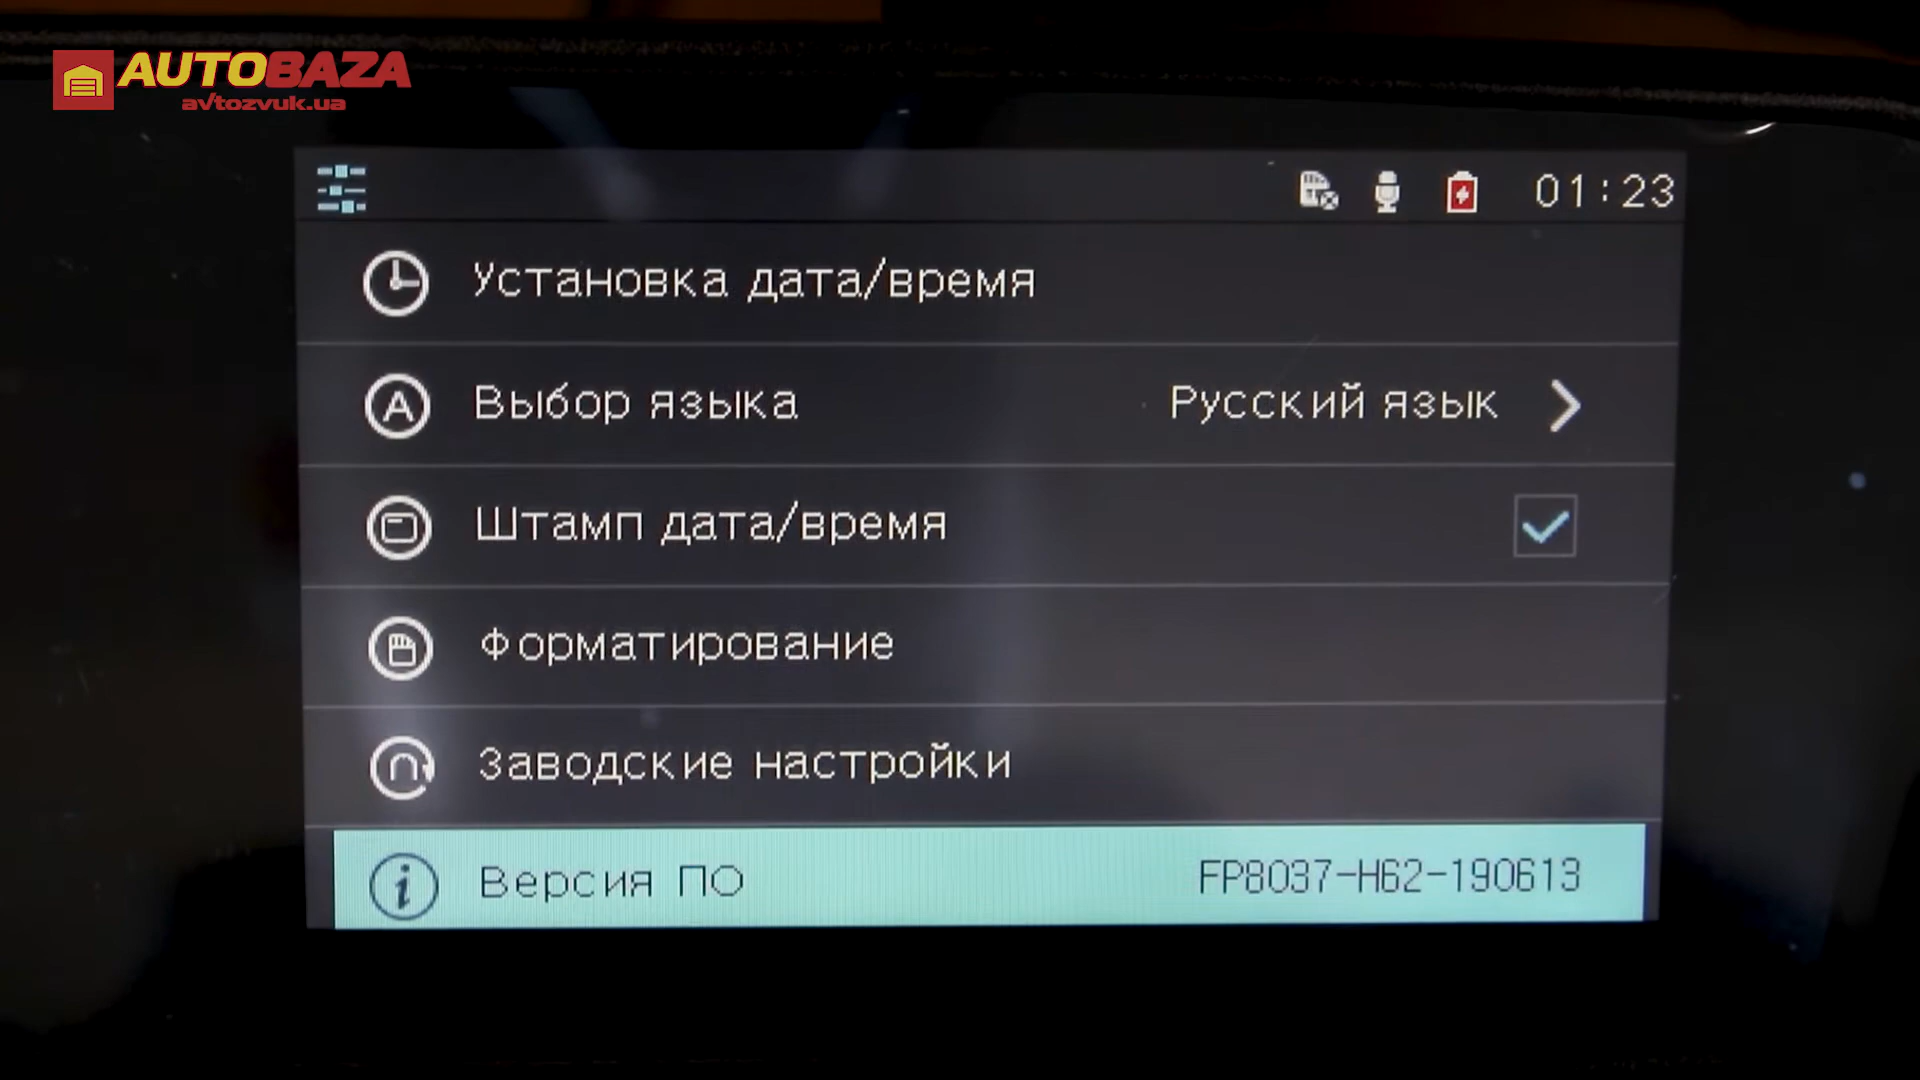 AUTOBAZA
avtozvuk.ua
01:23
Установка дата/время
Выбор языка Русский язык
Штамп дата/время
Форматирование
Заводские настройки
Версия ПО FP8037-H62-190613